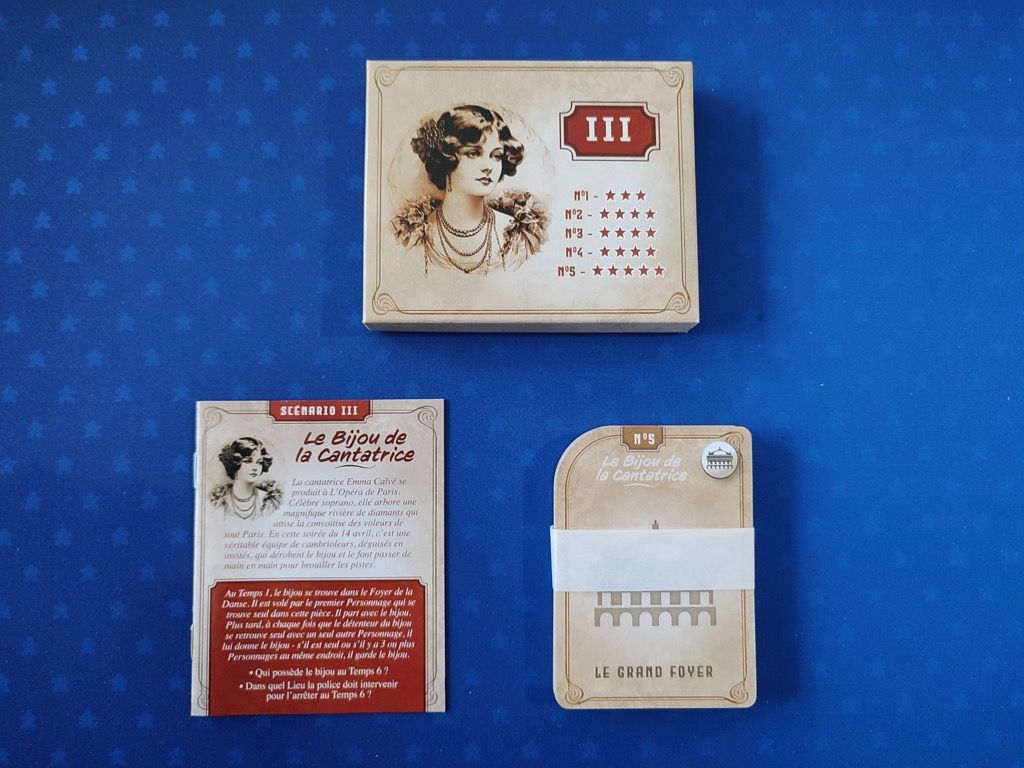 III
Nº1 - ★★★
Nº2 - ★★★★
Nº3 - ★★★★
Nº4 - ★★★★
Nº5 - ★★★★★
SCÉNARIO III
Le Bijou de
la Cantatrice
La cantatrice Emma Calvé se
produit à L'Opéra de Paris.
Célèbre soprano, elle arbore une
magnifique rivière de diamants qui
attise la convoitise des voleurs de
tout Paris. En cette soirée du 14 avril, c'est une
véritable équipe de cambrioleurs, déguisés en
invités, qui dérobent le bijou et le font passer de
main en main pour brouiller les pistes.
Au Temps 1, le bijou se trouve dans le Foyer de la
Danse. Il est volé par le premier Personnage qui se
trouve seul dans cette pièce. Il part avec le bijou.
Plus tard, à chaque fois que le détenteur du bijou
se retrouve seul avec un seul autre Personnage, il
lui donne le bijou - s'il est seul ou s'il y a 3 ou plus
Personnages au même endroit, il garde le bijou.
• Qui possède le bijou au Temps 6 ?
• Dans quel Lieu la police doit intervenir
pour l'arrêter au Temps 6 ?
Nº5
Le Bijou de
la Cantatrice
LE GRAND FOYER